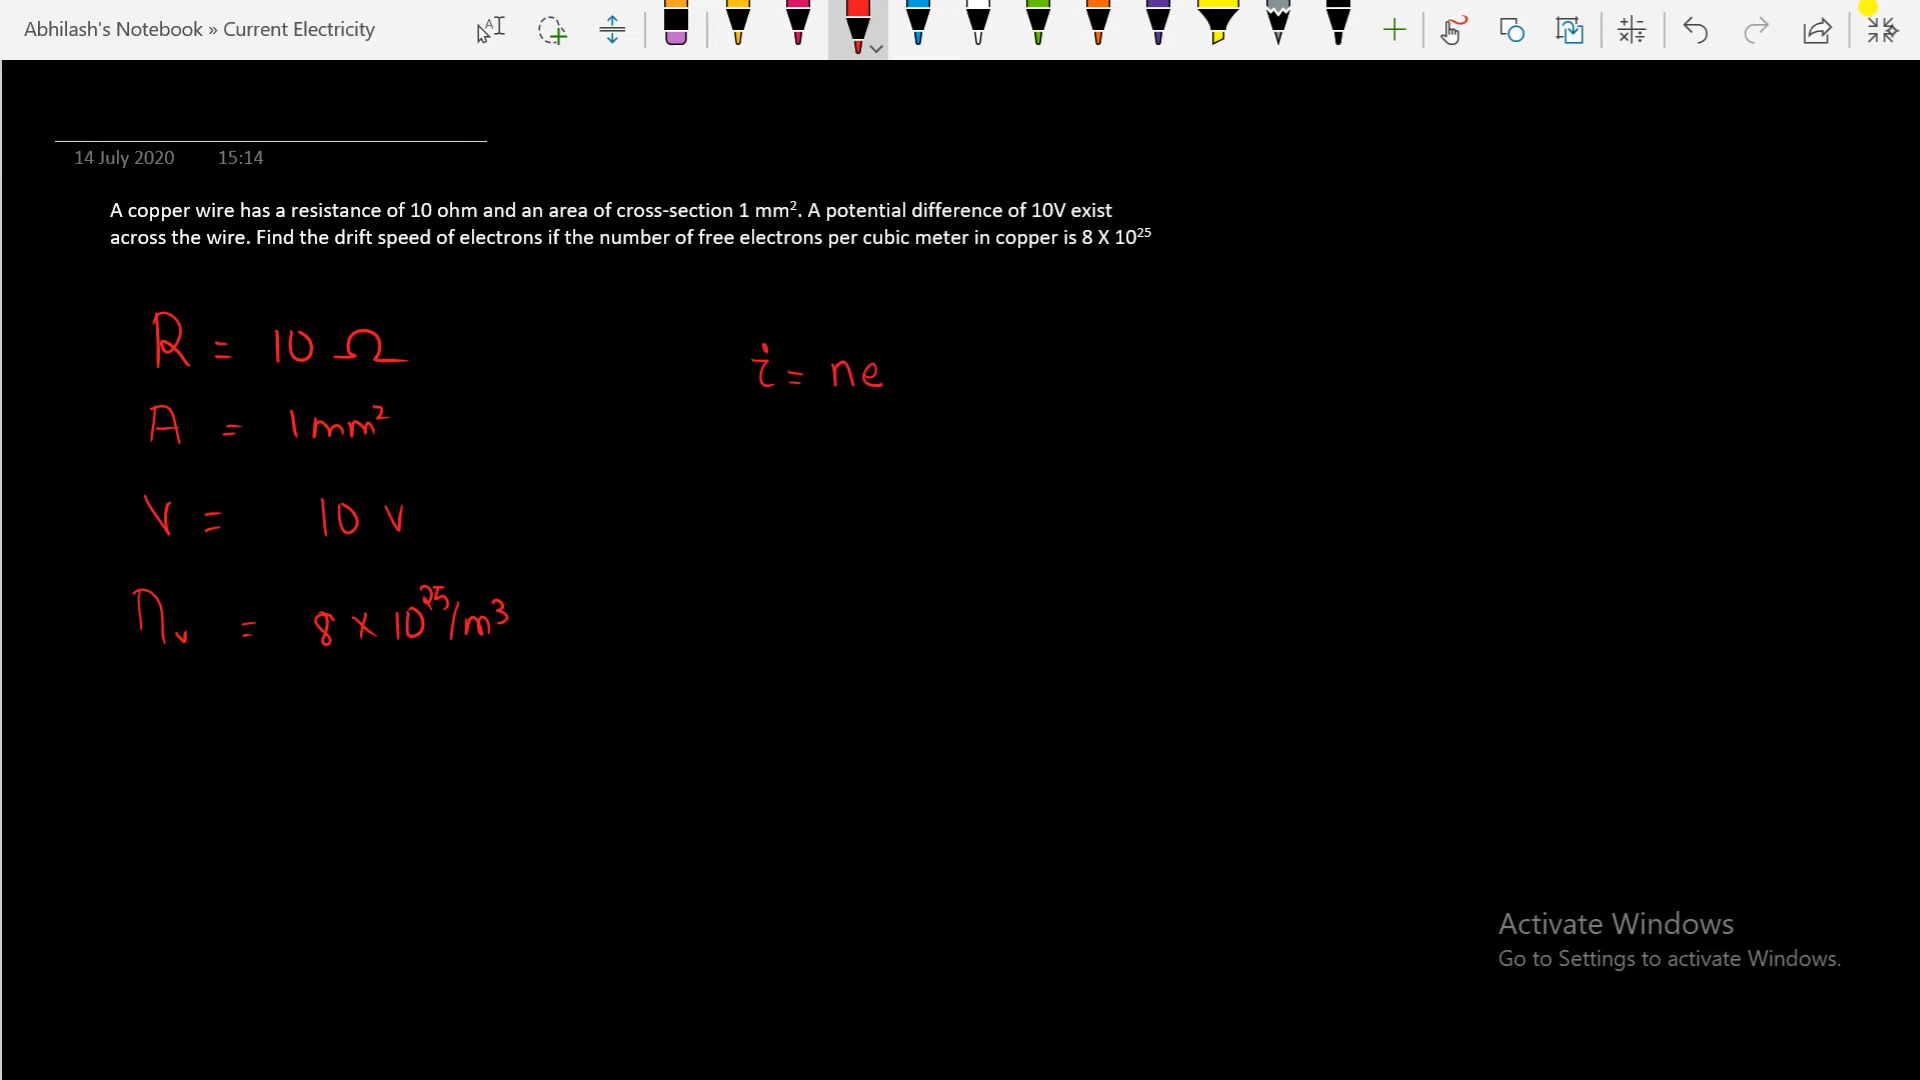 Abhilash's Notebook » Current Electricity
14 July 2020 15:14
A copper wire has a resistance of 10 ohm and an area of cross-section 1 mm². A potential difference of 10V exist
across the wire. Find the drift speed of electrons if the number of free electrons per cubic meter in copper is 8 X 10²⁵
R = 10 Ω
i = ne
A = 1 mm²
V = 10 v
nᵥ = 8 × 10²⁵/m³
Activate Windows
Go to Settings to activate Windows.